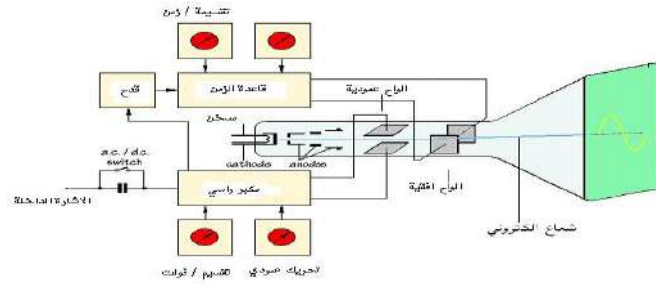 تقسيمة / زمن
قاعدة الزمن
قدح
الواح عمودية
مسخن
cathode
anodes
a.c. / d.c.
switch
الاشارة الداخلة
مكبر راسي
الواح افقية
شعاع الكتروني
تقسيم / فولت
تحريك عمودي